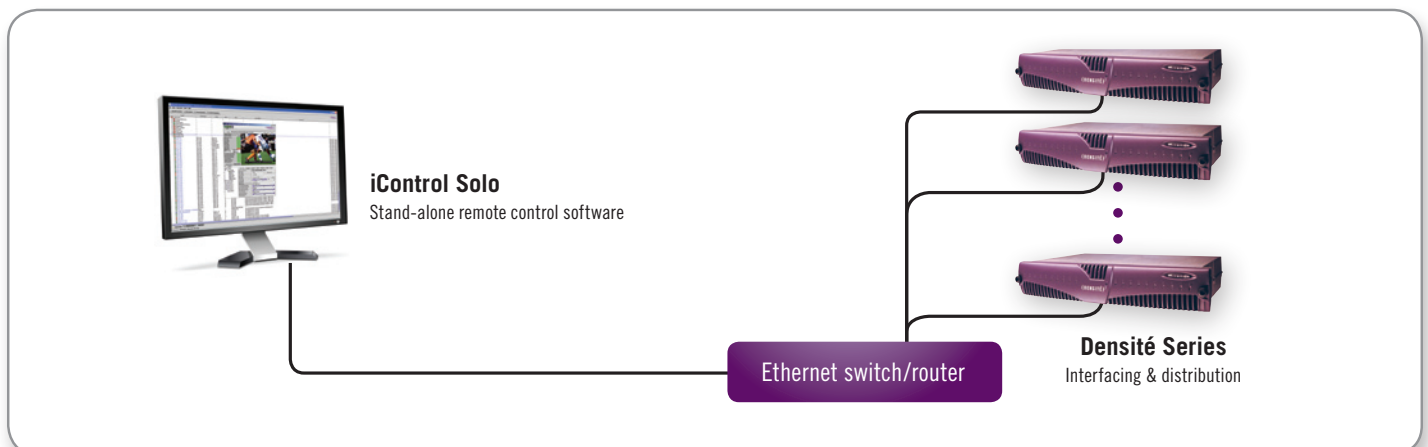 iControl Solo
Stand-alone remote control software
Ethernet switch/router
Densité Series
Interfacing & distribution